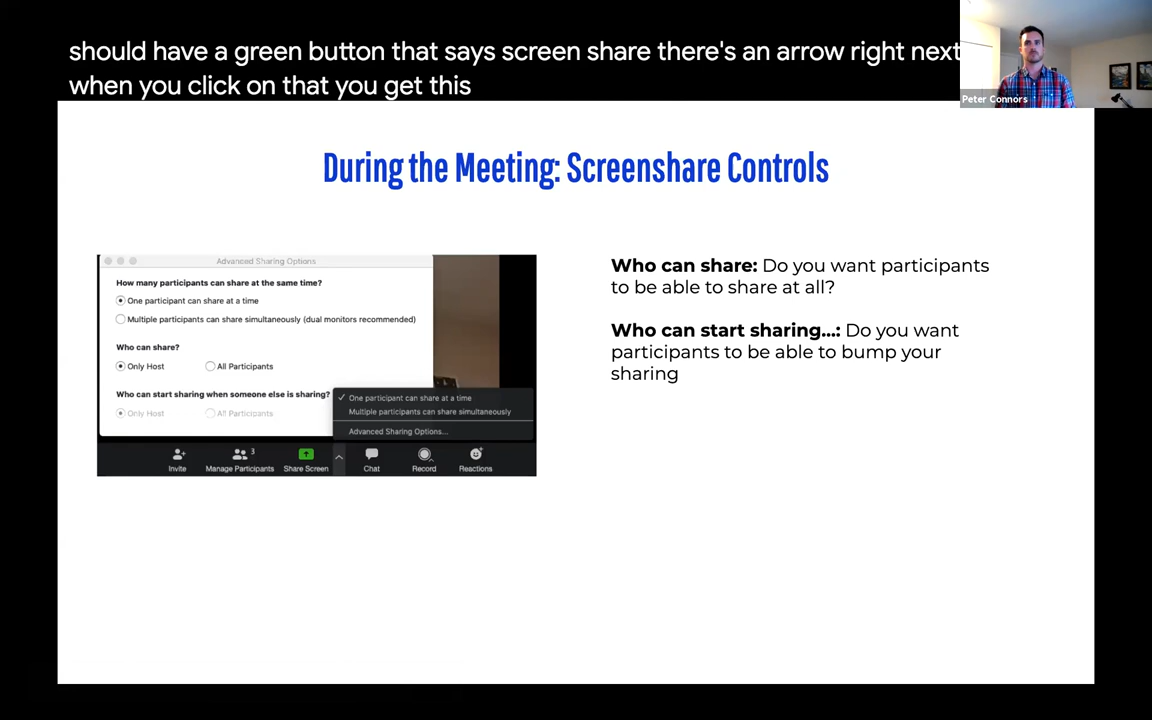 should have a green button that says screen share there's an arrow right next
when you click on that you get this
Peter Connors
During the Meeting: Screenshare Controls
Advanced Sharing Options
How many participants can share at the same time?
One participant can share at a time
Multiple participants can share simultaneously (dual monitors recommended)
Who can share?
Only Host All Participants
Who can start sharing when someone else is sharing?
Only Host All Participants
One participant can share at a time
Multiple participants can share simultaneously
Advanced Sharing Options...
3
Invite Manage Participants Share Screen Chat Record Reactions
Who can share: Do you want participants
to be able to share at all?
Who can start sharing...: Do you want
participants to be able to bump your
sharing